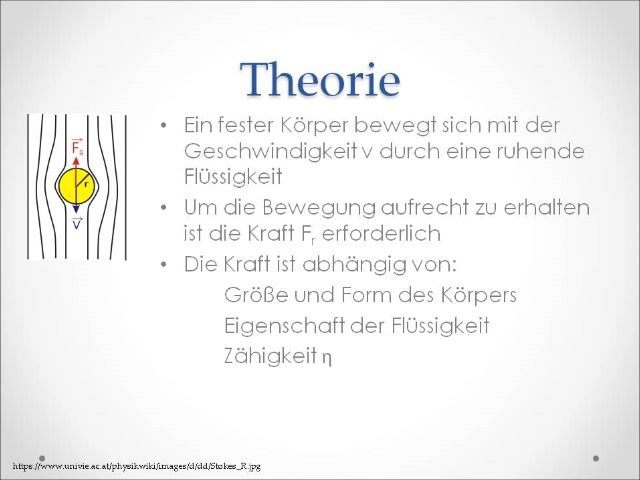 Theorie
• Ein fester Körper bewegt sich mit der
Geschwindigkeit v durch eine ruhende
Flüssigkeit
• Um die Bewegung aufrecht zu erhalten
ist die Kraft Fr erforderlich
• Die Kraft ist abhängig von:
Größe und Form des Körpers
Eigenschaft der Flüssigkeit
Zähigkeit η
F⃗R
r
v⃗
https://www.univie.ac.at/physikwiki/images/d/dd/Stokes_R.jpg